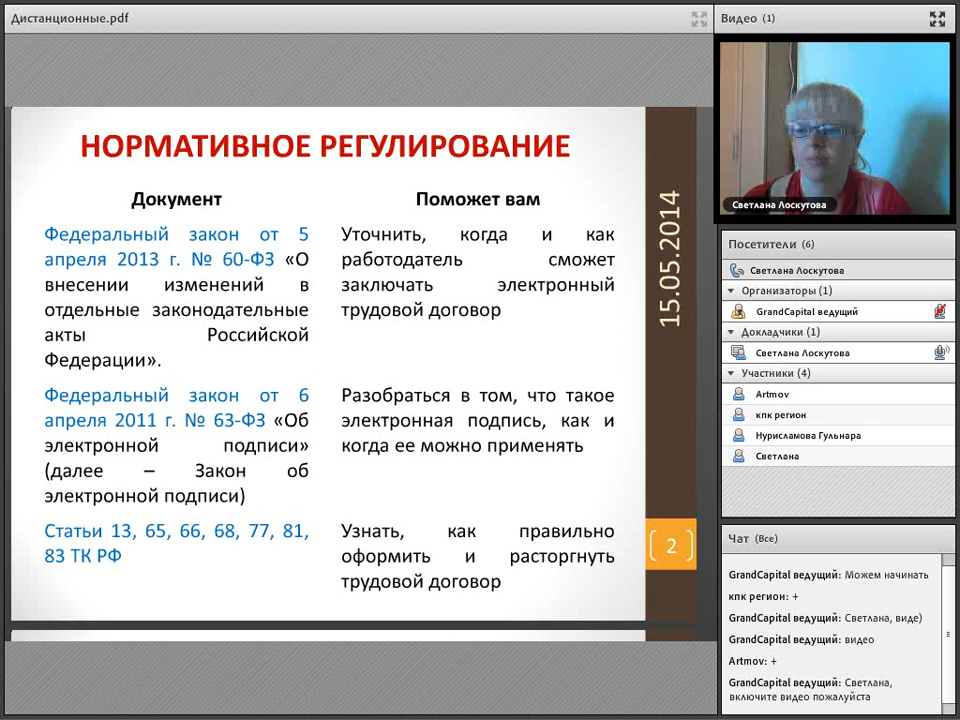 Дистанционные.pdf
НОРМАТИВНОЕ РЕГУЛИРОВАНИЕ
Документ
Поможет вам
Федеральный закон от 5
апреля 2013 г. № 60-ФЗ «О
внесении изменений в
отдельные законодательные
акты Российской
Федерации».
Уточнить, когда и как
работодатель сможет
заключать электронный
трудовой договор
Федеральный закон от 6
апреля 2011 г. № 63-ФЗ «Об
электронной подписи»
(далее – Закон об
электронной подписи)
Разобраться в том, что такое
электронная подпись, как и
когда ее можно применять
Статьи 13, 65, 66, 68, 77, 81,
83 ТК РФ
Узнать, как правильно
оформить и расторгнуть
трудовой договор
15.05.2014
2
Видео (1)
Светлана Лоскутова
Посетители (6)
Светлана Лоскутова
Организаторы (1)
GrandCapital ведущий
Докладчики (1)
Светлана Лоскутова
Участники (4)
Artmov
кпк регион
Нурисламова Гульнара
Светлана
Чат (Все)
GrandCapital ведущий: Можем начинать
кпк регион: +
GrandCapital ведущий: Светлана, виде)
GrandCapital ведущий: видео
Artmov: +
GrandCapital ведущий: Светлана,
включите видео пожалуйста